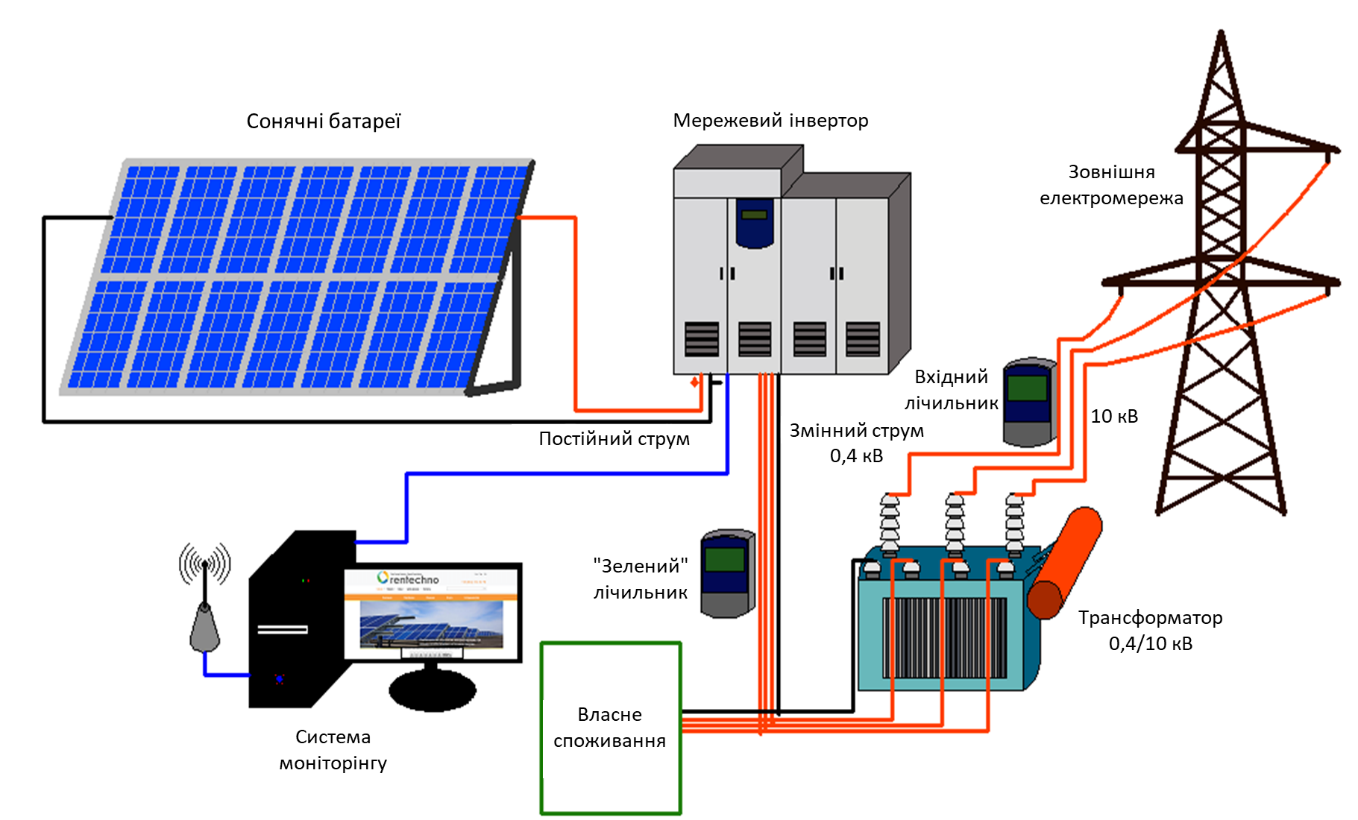 Сонячні батареї
Мережевий інвертор
Зовнішня
електромережа
Вхідний
лічильник
10 кВ
Постійний струм
Змінний струм
0,4 кВ
"Зелений"
лічильник
rentechno
Трансформатор
0,4/10 кВ
Власне
споживання
Система
моніторінгу